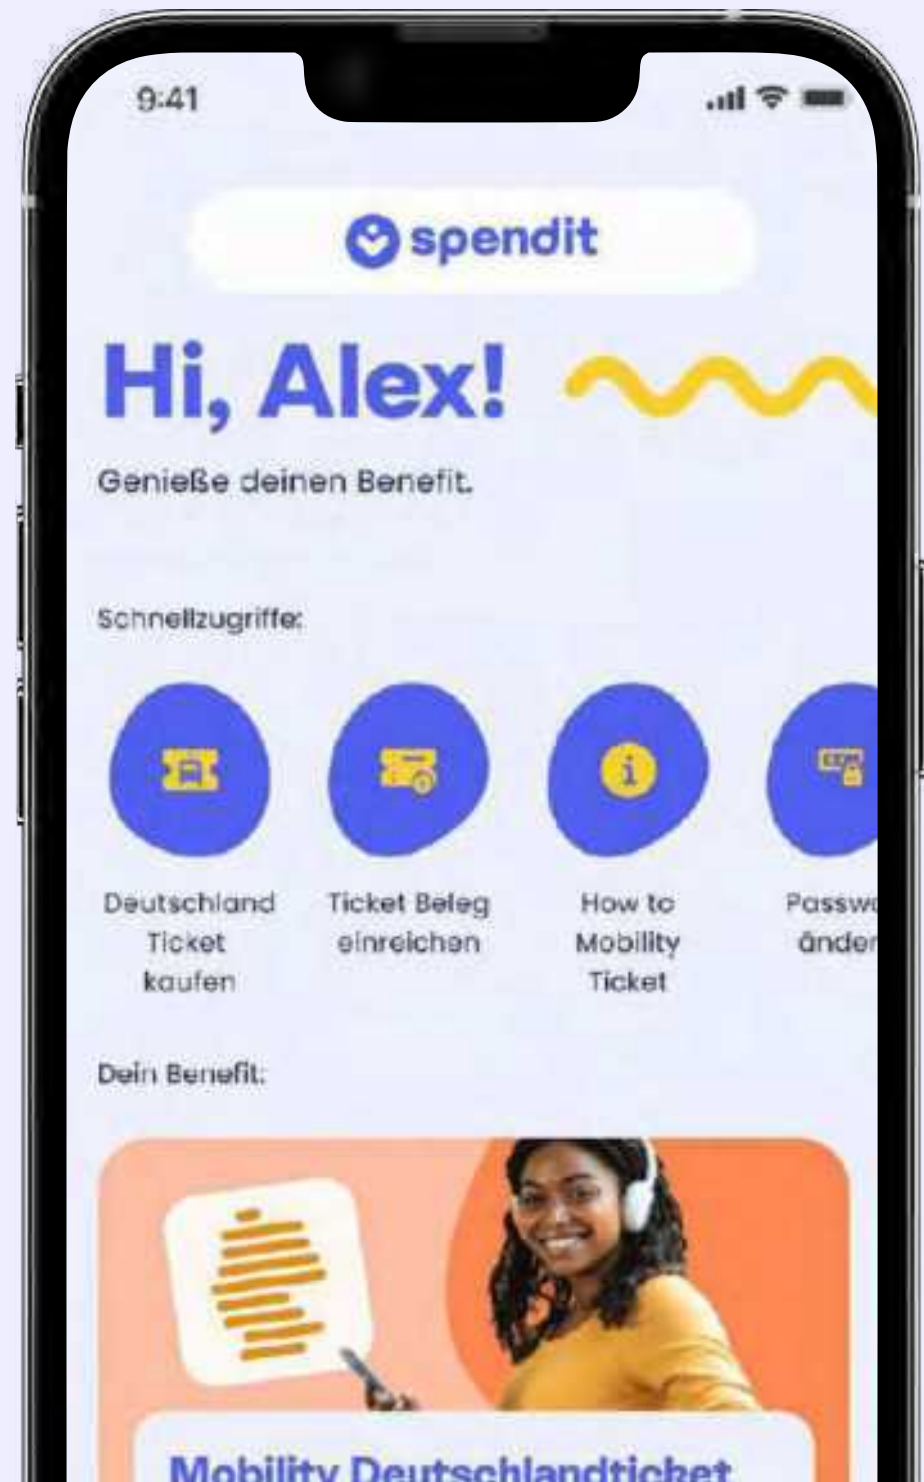 9:41
spendit
Hi, Alex!
Genieße deinen Benefit.
Schnellzugriffe:
Deutschland
Ticket
kaufen
Ticket Beleg
einreichen
How to
Mobility
Ticket
Dein Benefit:
Mobility Deutschlandticket